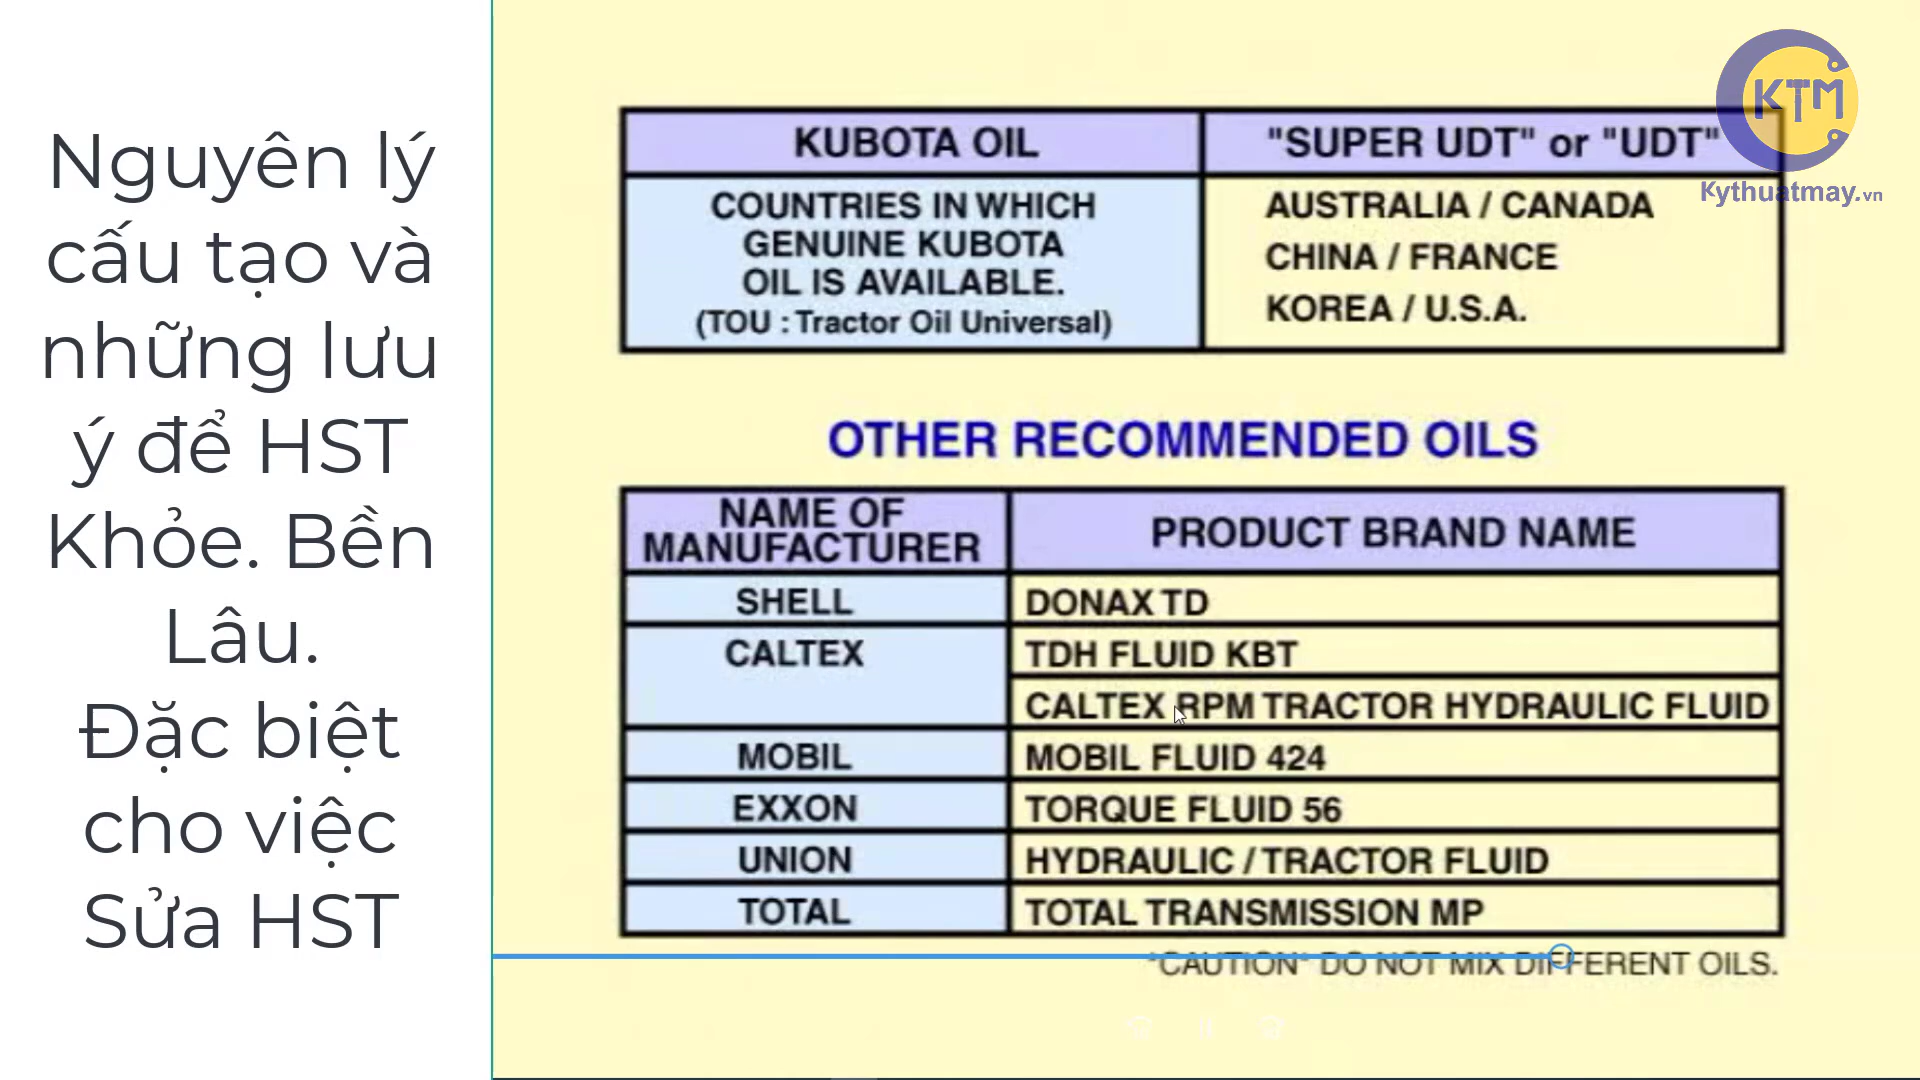 Nguyên lý
cấu tạo và
những lưu
ý để HST
Khỏe. Bền
Lâu.
Đặc biệt
cho việc
Sửa HST
KTM
Kythuatmay.vn
KUBOTA OIL
"SUPER UDT" or "UDT"
COUNTRIES IN WHICH
GENUINE KUBOTA
OIL IS AVAILABLE.
(TOU : Tractor Oil Universal)
AUSTRALIA / CANADA
CHINA / FRANCE
KOREA / U.S.A.
OTHER RECOMMENDED OILS
NAME OF
MANUFACTURER
PRODUCT BRAND NAME
SHELL
DONAX TD
CALTEX
TDH FLUID KBT
CALTEX RPM TRACTOR HYDRAULIC FLUID
MOBIL
MOBIL FLUID 424
EXXON
TORQUE FLUID 56
UNION
HYDRAULIC / TRACTOR FLUID
TOTAL
TOTAL TRANSMISSION MP
"CAUTION" DO NOT MIX DIFFERENT OILS.